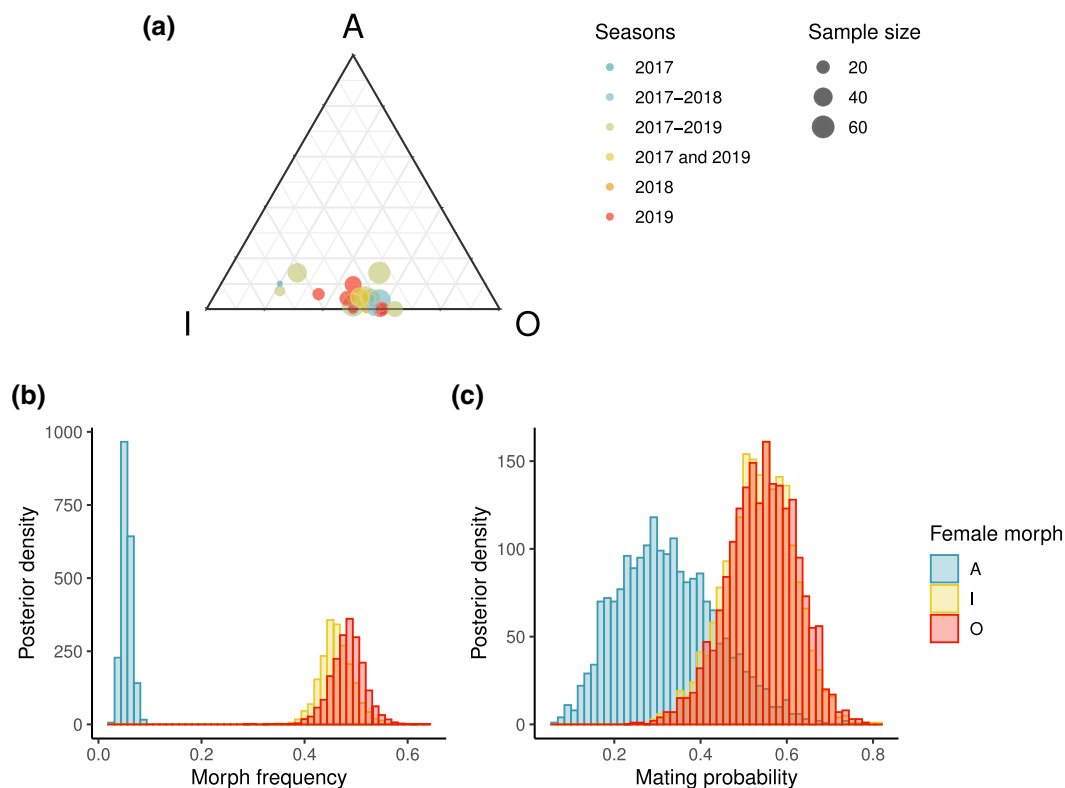 (a)
A
I
O
Seasons
2017
2017–2018
2017–2019
2017 and 2019
2018
2019
Sample size
20
40
60
(b)
Posterior density
1000
750
500
250
0
0.0
0.2
0.4
0.6
Morph frequency
(c)
Posterior density
150
100
50
0
0.2
0.4
0.6
0.8
Mating probability
Female morph
A
I
O